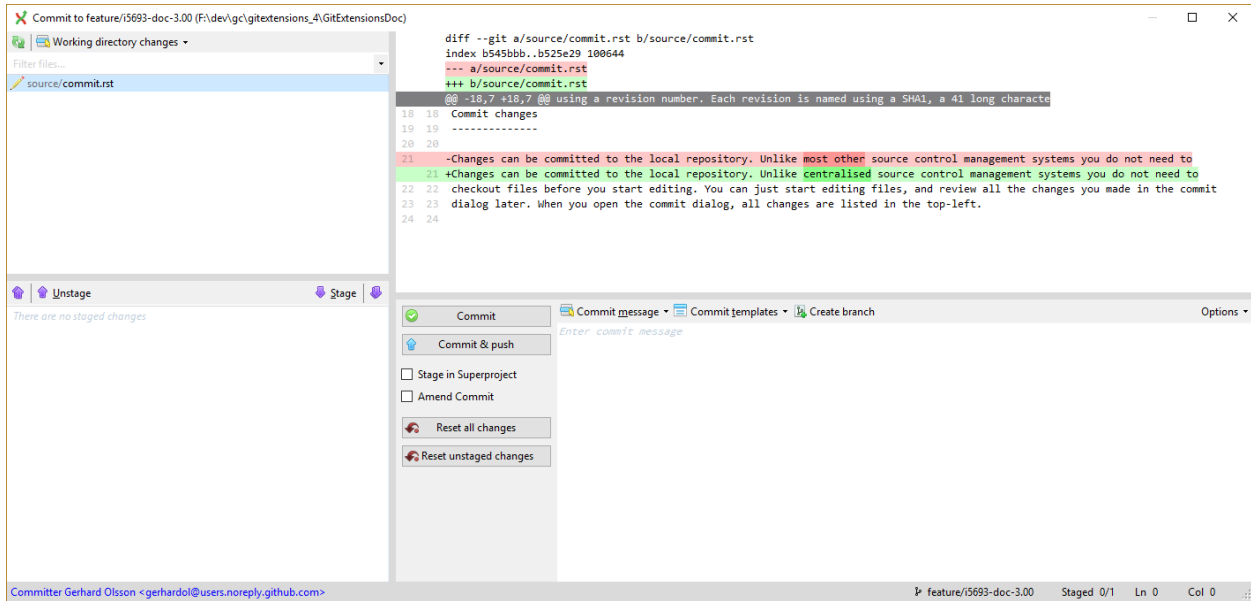 Commit to feature/i5693-doc-3.00 (F:\dev\gc\gitextensions_4\GitExtensionsDoc)
Working directory changes
Filter files...
source/commit.rst
diff --git a/source/commit.rst b/source/commit.rst
index b545bbb..b525e29 100644
--- a/source/commit.rst
+++ b/source/commit.rst
@@ -18,7 +18,7 @@ using a revision number. Each revision is named using a SHA1, a 41 long characte
18 18 Commit changes
19 19 --------------
20 20
21 -Changes can be committed to the local repository. Unlike most other source control management systems you do not need to
21 +Changes can be committed to the local repository. Unlike centralised source control management systems you do not need to
22 22 checkout files before you start editing. You can just start editing files, and review all the changes you made in the commit
23 23 dialog later. When you open the commit dialog, all changes are listed in the top-left.
24 24
Unstage Stage
There are no staged changes
Commit
Commit & push
Stage in Superproject
Amend Commit
Reset all changes
Reset unstaged changes
Commit message Commit templates Create branch Options
Enter commit message
Committer Gerhard Olsson <gerhardol@users.noreply.github.com> feature/i5693-doc-3.00 Staged 0/1 Ln 0 Col 0